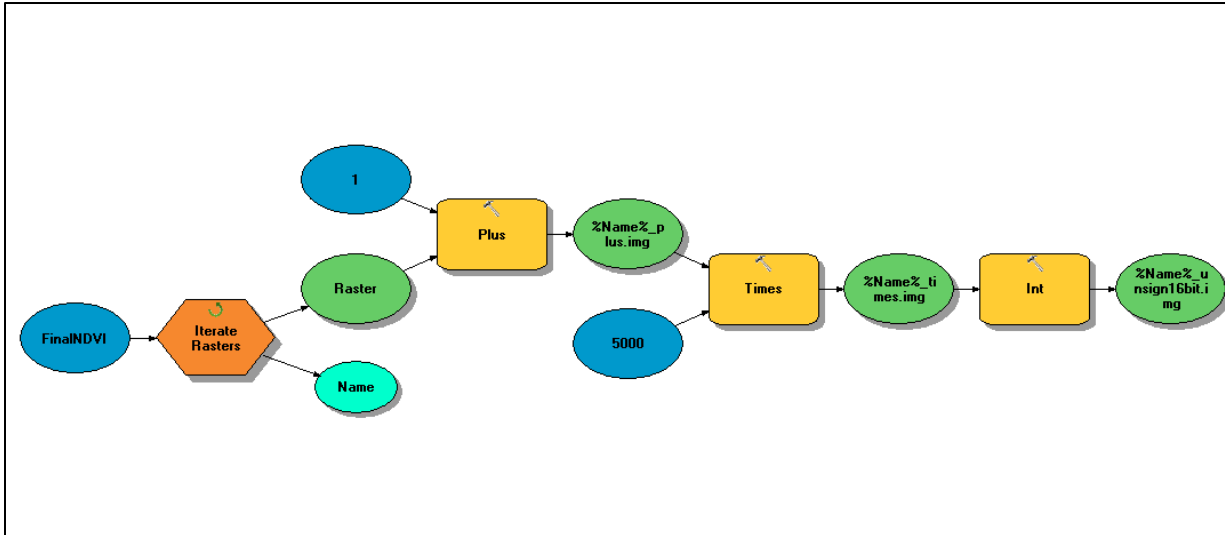 FinalNDVI
Iterate
Rasters
1
Raster
Name
Plus
%Name%_p
lus.img
5000
Times
%Name%_ti
mes.img
Int
%Name%_u
nsign16bit.i
mg